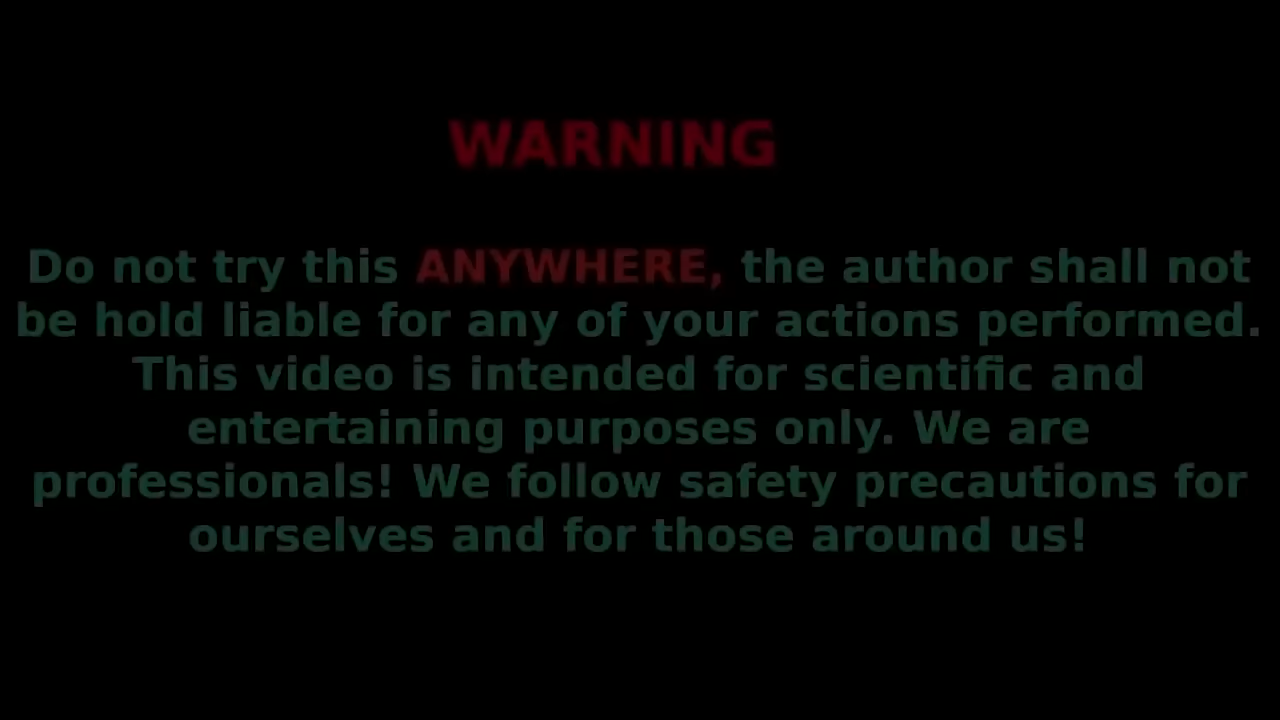 WARNING
Do not try this ANYWHERE, the author shall not
be hold liable for any of your actions performed.
This video is intended for scientific and
entertaining purposes only. We are
professionals! We follow safety precautions for
ourselves and for those around us!